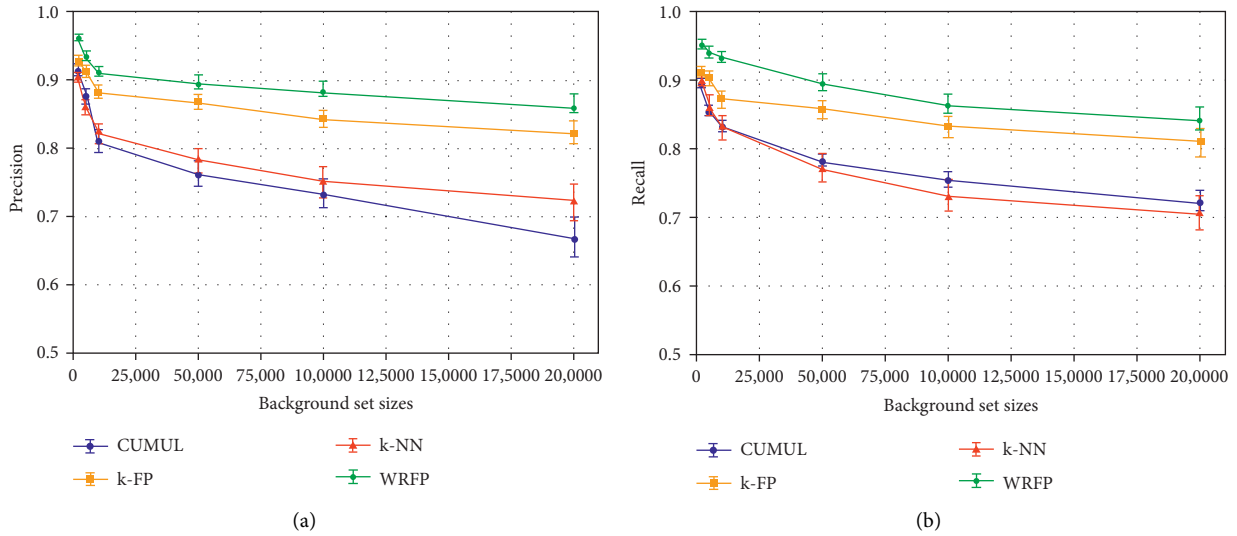 1.0
0.9
0.8
0.7
0.6
0.5
Precision
0 25,000 50,000 75,000 10,0000 12,5000 15,0000 17,5000 20,0000
Background set sizes
CUMUL k-NN
k-FP WRFP
(a)
1.0
0.9
0.8
0.7
0.6
0.5
Recall
0 25,000 50,000 75,000 10,0000 12,5000 15,0000 17,5000 20,0000
Background set sizes
CUMUL k-NN
k-FP WRFP
(b)